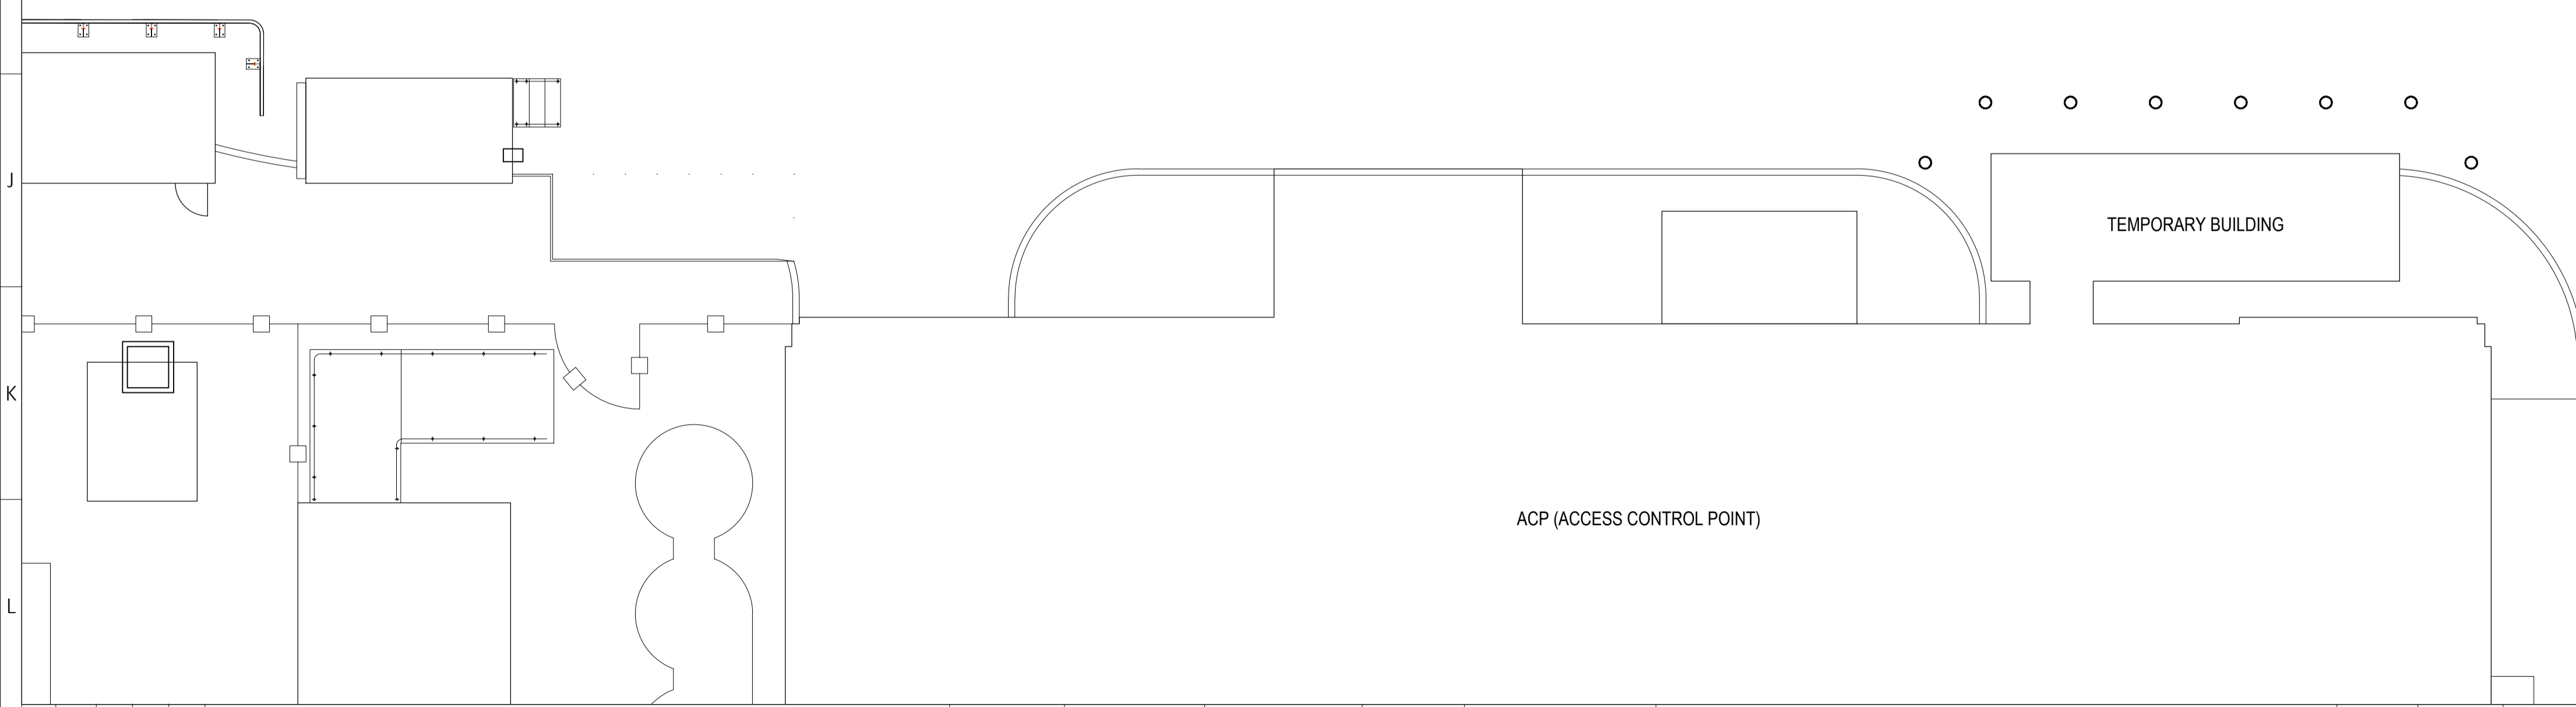 J
TEMPORARY BUILDING
K
ACP (ACCESS CONTROL POINT)
L